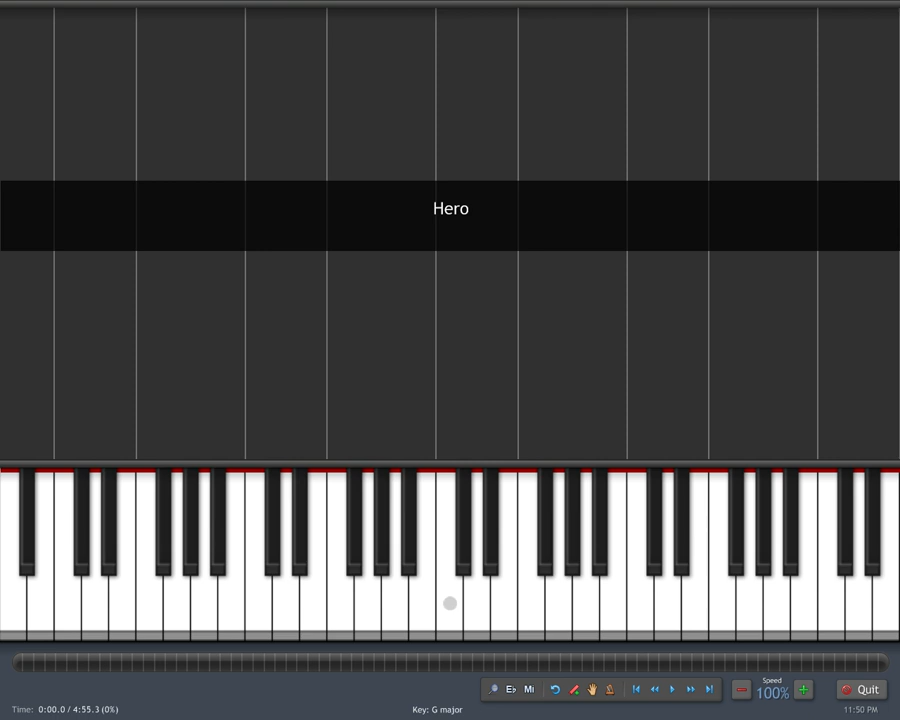 Hero
Speed
E♭ Mi 100% Quit
Time: 0:00.0 / 4:55.3 (0%) Key: G major 11:50 PM